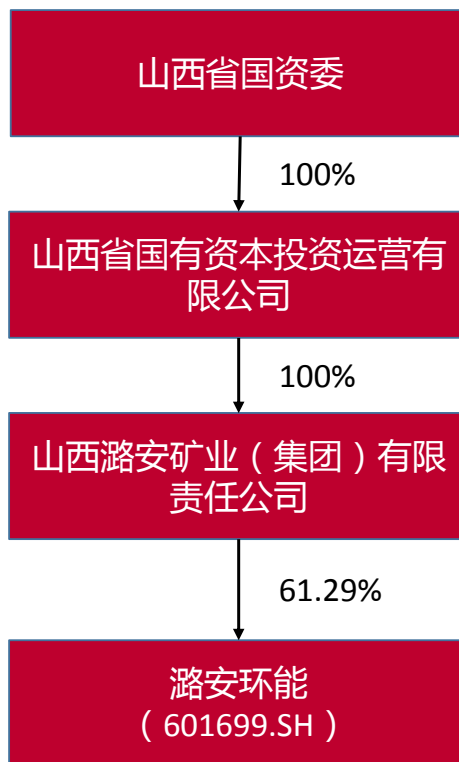 山西省国资委
100%
山西省国有资本投资运营有
限公司
100%
山西潞安矿业（集团）有限
责任公司
61.29%
潞安环能
（601699.SH）